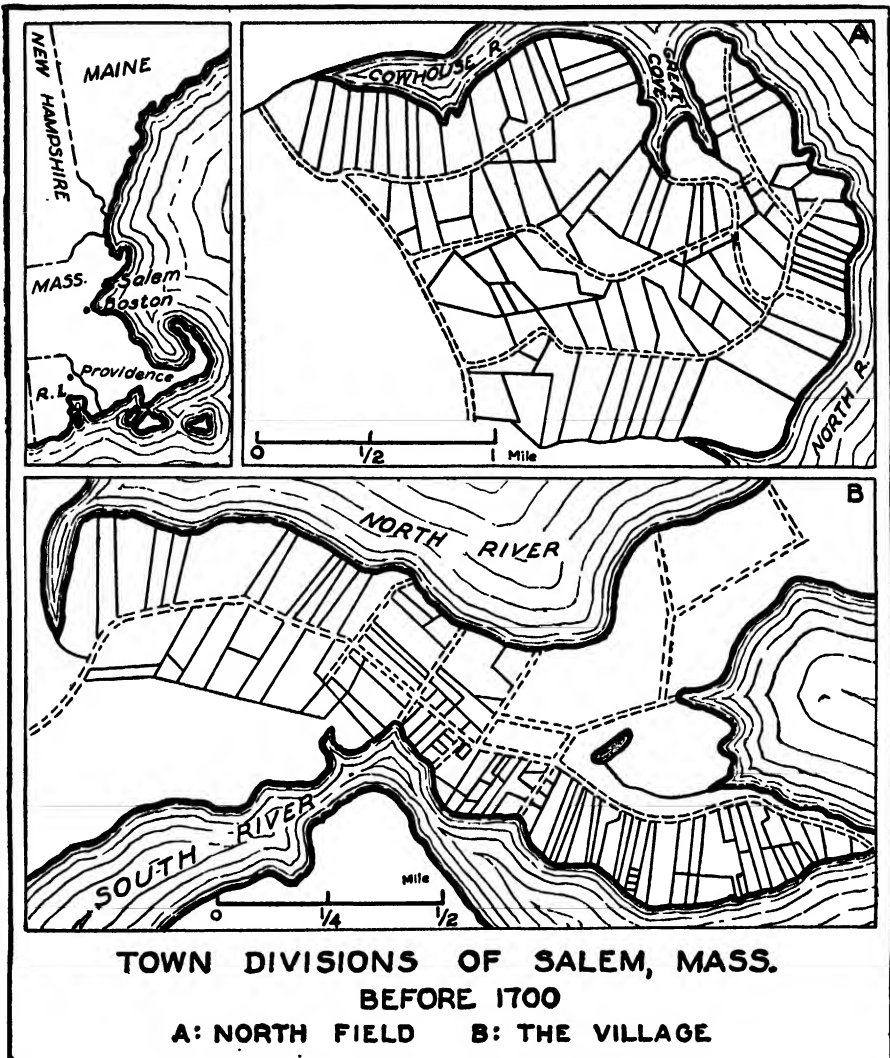 NEW HAMPSHIRE
MAINE
MASS.
Salem
Boston
Providence
R.I.
A
COWHOUSE R.
GREAT COVE
NORTH R.
0 1/2 1
Mile
B
NORTH RIVER
SOUTH RIVER
Mile
0 1/4 1/2
TOWN DIVISIONS OF SALEM, MASS.
BEFORE 1700
A: NORTH FIELD B: THE VILLAGE